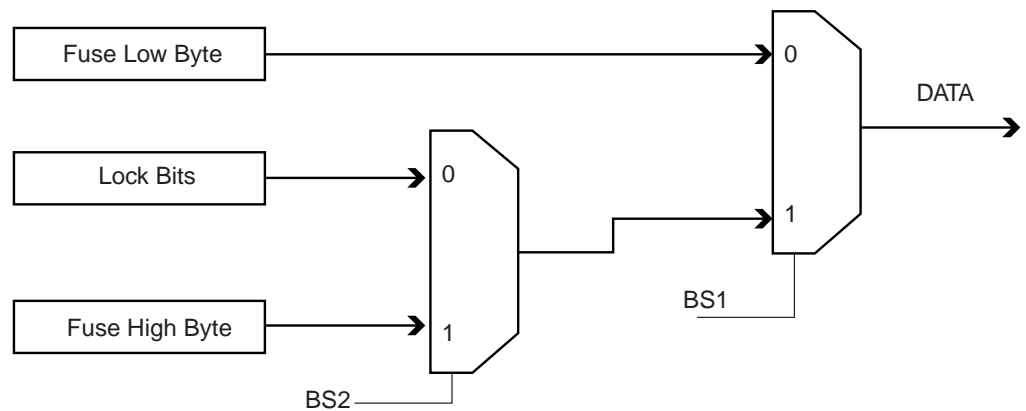 Fuse Low Byte
0
DATA
Lock Bits
0
1
BS1
Fuse High Byte
1
BS2